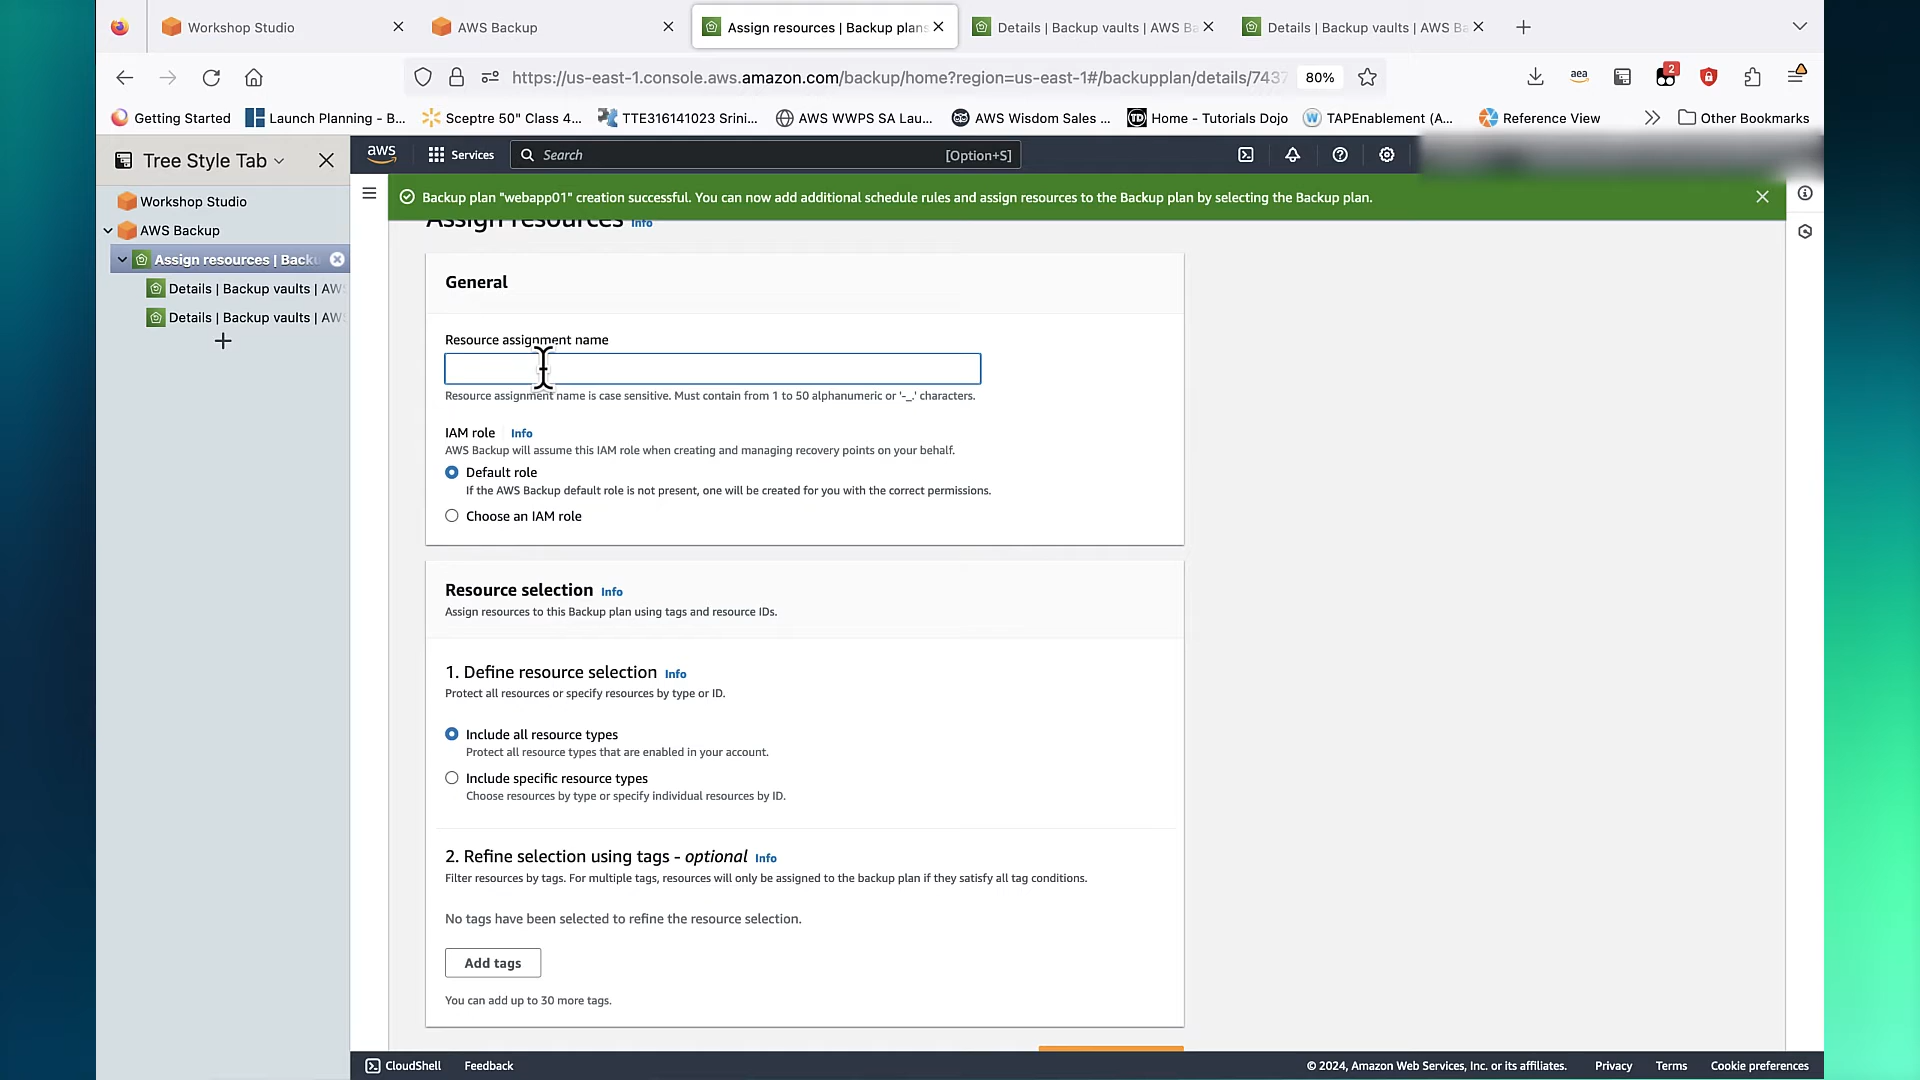 Workshop Studio
AWS Backup
Assign resources | Backup plans
Details | Backup vaults | AWS Ba
Details | Backup vaults | AWS Ba
https://us-east-1.console.aws.amazon.com/backup/home?region=us-east-1#/backupplan/details/7437
80%
aea
2
Getting Started
Launch Planning - B...
Sceptre 50" Class 4...
TTE316141023 Srini...
AWS WWPS SA Lau...
AWS Wisdom Sales ...
TD
Home - Tutorials Dojo
TAPEnablement (A...
Reference View
Other Bookmarks
Tree Style Tab
Workshop Studio
AWS Backup
Assign resources | Backu
Details | Backup vaults | AWS
Details | Backup vaults | AWS
aws
Services
Search
[Option+S]
Backup plan "webapp01" creation successful. You can now add additional schedule rules and assign resources to the Backup plan by selecting the Backup plan.
Assign resources Info
General
Resource assignment name
Resource assignment name is case sensitive. Must contain from 1 to 50 alphanumeric or '-_.' characters.
IAM role Info
AWS Backup will assume this IAM role when creating and managing recovery points on your behalf.
Default role
If the AWS Backup default role is not present, one will be created for you with the correct permissions.
Choose an IAM role
Resource selection Info
Assign resources to this Backup plan using tags and resource IDs.
1. Define resource selection Info
Protect all resources or specify resources by type or ID.
Include all resource types
Protect all resource types that are enabled in your account.
Include specific resource types
Choose resources by type or specify individual resources by ID.
2. Refine selection using tags - optional Info
Filter resources by tags. For multiple tags, resources will only be assigned to the backup plan if they satisfy all tag conditions.
No tags have been selected to refine the resource selection.
Add tags
You can add up to 30 more tags.
CloudShell
Feedback
© 2024, Amazon Web Services, Inc. or its affiliates.
Privacy
Terms
Cookie preferences